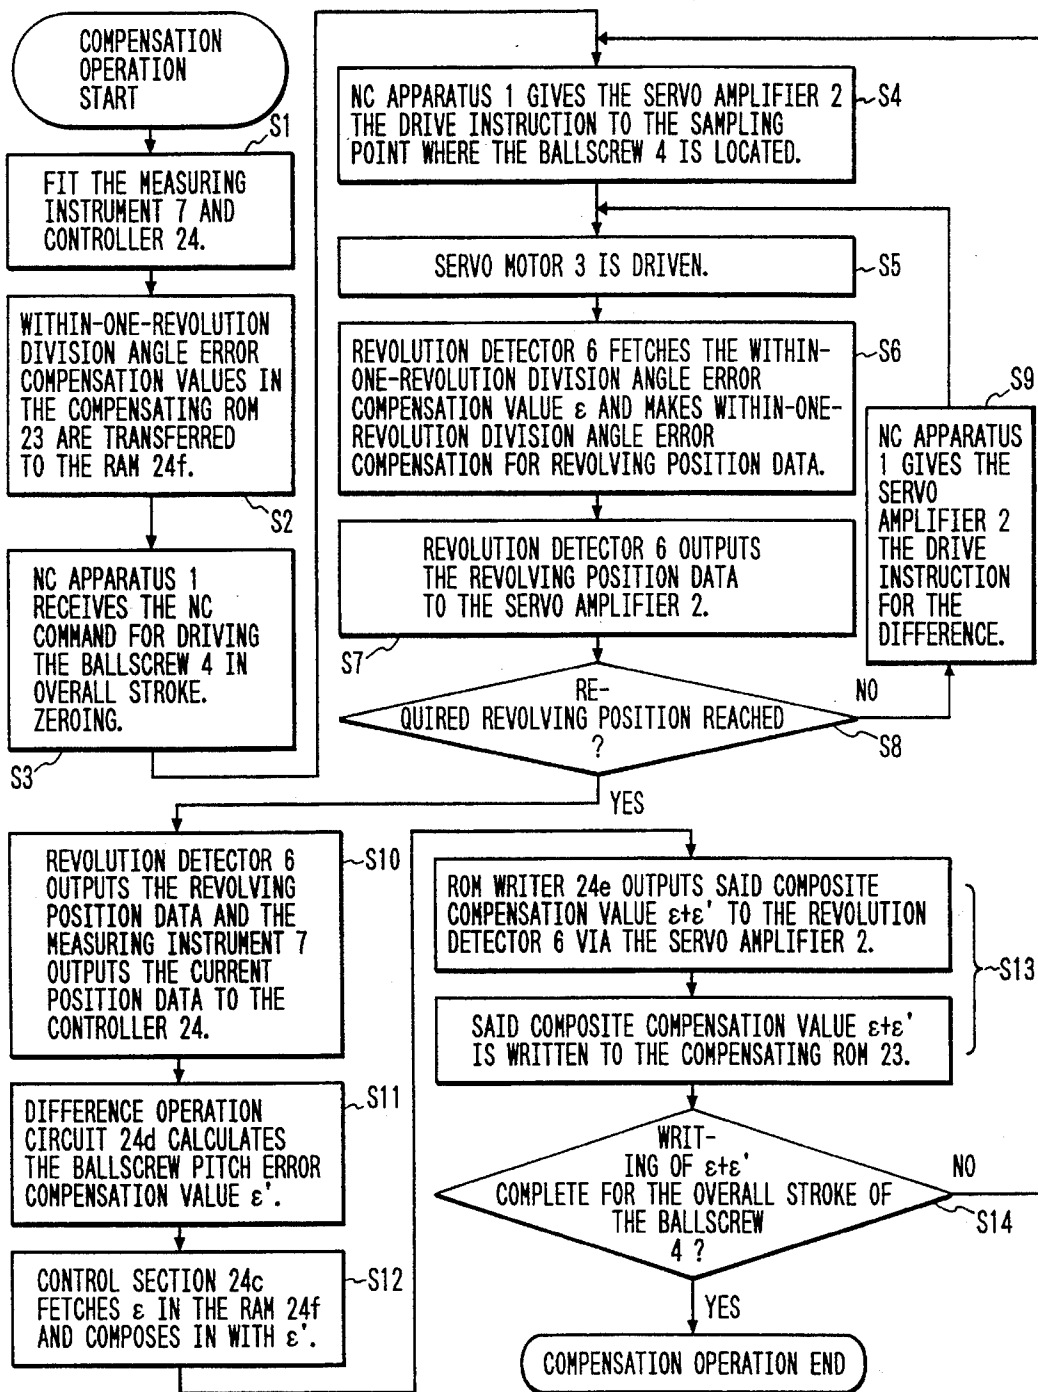 COMPENSATION
OPERATION
START
S1
FIT THE MEASURING
INSTRUMENT 7 AND
CONTROLLER 24.
WITHIN-ONE-REVOLUTION
DIVISION ANGLE ERROR
COMPENSATION VALUES IN
THE COMPENSATING ROM
23 ARE TRANSFERRED
TO THE RAM 24f.
S2
NC APPARATUS 1
RECEIVES THE NC
COMMAND FOR DRIVING
THE BALLSCREW 4 IN
OVERALL STROKE.
ZEROING.
S3
NC APPARATUS 1 GIVES THE SERVO AMPLIFIER 2
THE DRIVE INSTRUCTION TO THE SAMPLING
POINT WHERE THE BALLSCREW 4 IS LOCATED.
S4
SERVO MOTOR 3 IS DRIVEN.
S5
REVOLUTION DETECTOR 6 FETCHES THE WITHIN-
ONE-REVOLUTION DIVISION ANGLE ERROR
COMPENSATION VALUE ε AND MAKES WITHIN-ONE-
REVOLUTION DIVISION ANGLE ERROR
COMPENSATION FOR REVOLVING POSITION DATA.
S6
REVOLUTION DETECTOR 6 OUTPUTS
THE REVOLVING POSITION DATA
TO THE SERVO AMPLIFIER 2.
S7
RE-
QUIRED REVOLVING POSITION REACHED
?
S8
NO
YES
S9
NC APPARATUS
1 GIVES THE
SERVO
AMPLIFIER 2
THE DRIVE
INSTRUCTION
FOR THE
DIFFERENCE.
REVOLUTION DETECTOR 6
OUTPUTS THE REVOLVING
POSITION DATA AND THE
MEASURING INSTRUMENT 7
OUTPUTS THE CURRENT
POSITION DATA TO THE
CONTROLLER 24.
S10
DIFFERENCE OPERATION
CIRCUIT 24d CALCULATES
THE BALLSCREW PITCH ERROR
COMPENSATION VALUE ε'.
S11
CONTROL SECTION 24c
FETCHES ε IN THE RAM 24f
AND COMPOSES IN WITH ε'.
S12
ROM WRITER 24e OUTPUTS SAID COMPOSITE
COMPENSATION VALUE ε+ε' TO THE REVOLUTION
DETECTOR 6 VIA THE SERVO AMPLIFIER 2.
SAID COMPOSITE COMPENSATION VALUE ε+ε'
IS WRITTEN TO THE COMPENSATING ROM 23.
S13
WRIT-
ING OF ε+ε'
COMPLETE FOR THE OVERALL STROKE OF
THE BALLSCREW
4 ?
NO
S14
YES
COMPENSATION OPERATION END